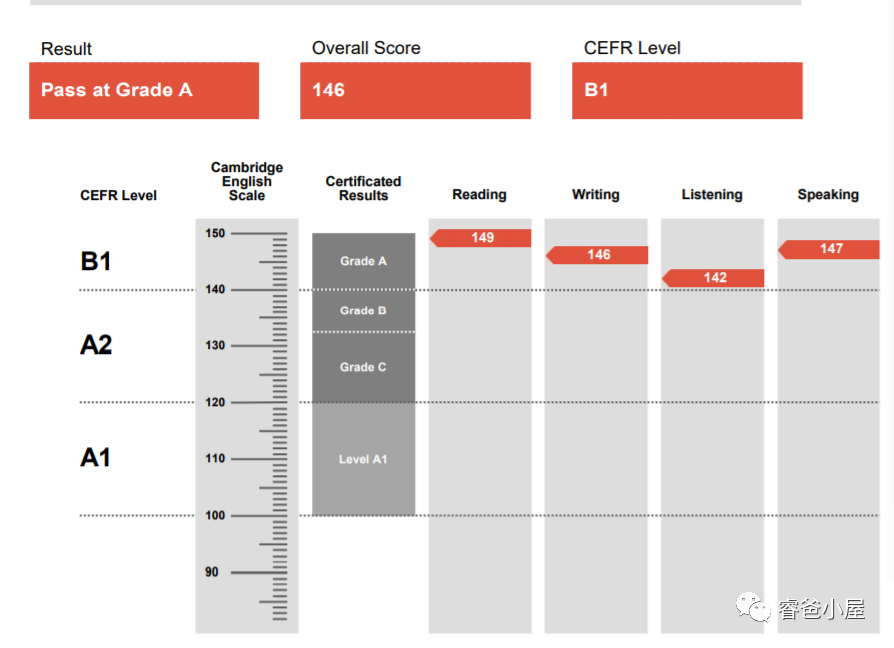 Result
Overall Score
CEFR Level
Pass at Grade A
146
B1
CEFR Level
Cambridge
English
Scale
Certificated
Results
Reading
Writing
Listening
Speaking
150
B1
Grade A
149
146
142
147
140
Grade B
A2
130
Grade C
120
A1
110
Level A1
100
90
睿爸小屋